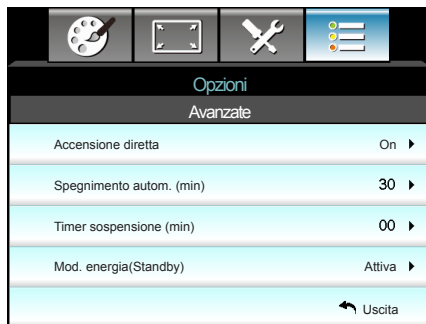 Opzioni
Avanzate
Accensione diretta On
Spegnimento autom. (min) 30
Timer sospensione (min) 00
Mod. energia(Standby) Attiva
Uscita